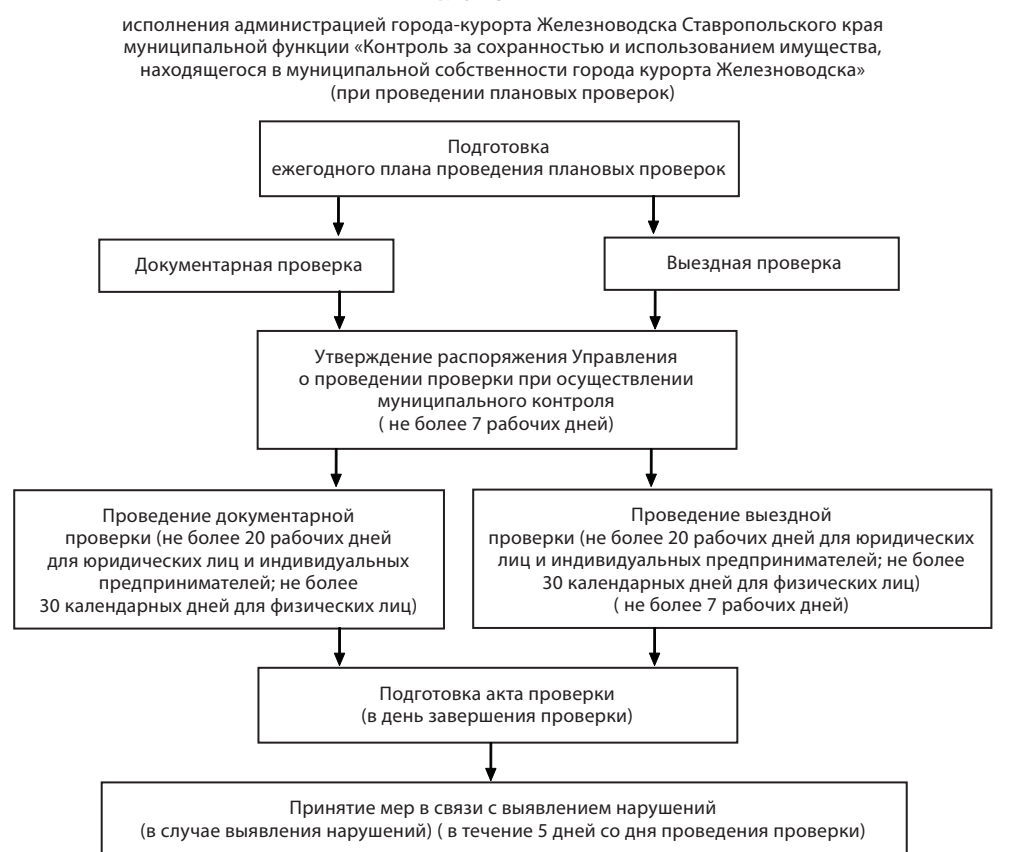 исполнения администрацией города-курорта Железноводска Ставропольского края
муниципальной функции «Контроль за сохранностью и использованием имущества,
находящегося в муниципальной собственности города курорта Железноводска»
(при проведении плановых проверок)
Подготовка
ежегодного плана проведения плановых проверок
Документарная проверка
Выездная проверка
Утверждение распоряжения Управления
о проведении проверки при осуществлении
муниципального контроля
( не более 7 рабочих дней)
Проведение документарной
проверки (не более 20 рабочих дней
для юридических лиц и индивидуальных
предпринимателей; не более
30 календарных дней для физических лиц)
Проведение выездной
проверки (не более 20 рабочих дней для юридических
лиц и индивидуальных предпринимателей; не более
30 календарных дней для физических лиц)
( не более 7 рабочих дней)
Подготовка акта проверки
(в день завершения проверки)
Принятие мер в связи с выявлением нарушений
(в случае выявления нарушений) ( в течение 5 дней со дня проведения проверки)